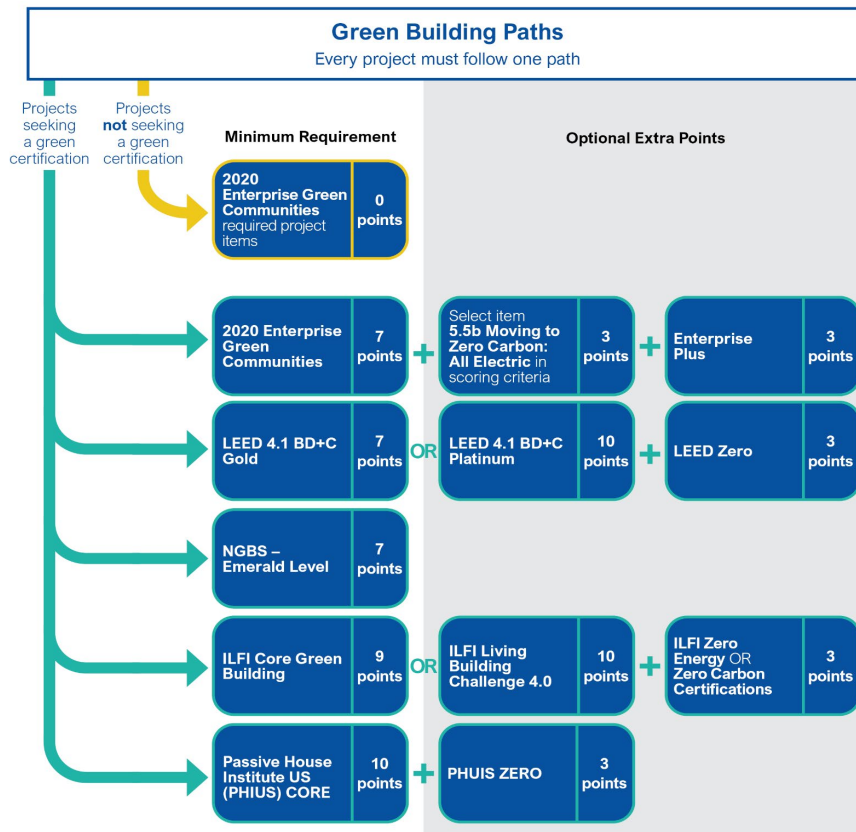 Green Building Paths
Every project must follow one path
Projects
seeking
a green
certification
Projects
not seeking
a green
certification
Minimum Requirement
Optional Extra Points
2020
Enterprise Green
Communities
required project
items
0
points
2020 Enterprise
Green
Communities
7
points
+
Select item
5.5b Moving to
Zero Carbon:
All Electric in
scoring criteria
3
points
+
Enterprise
Plus
3
points
LEED 4.1 BD+C
Gold
7
points
OR
LEED 4.1 BD+C
Platinum
10
points
+
LEED Zero
3
points
NGBS –
Emerald Level
7
points
ILFI Core Green
Building
9
points
OR
ILFI Living
Building
Challenge 4.0
10
points
+
ILFI Zero
Energy OR
Zero Carbon
Certifications
3
points
Passive House
Institute US
(PHIUS) CORE
10
points
+
PHUIS ZERO
3
points